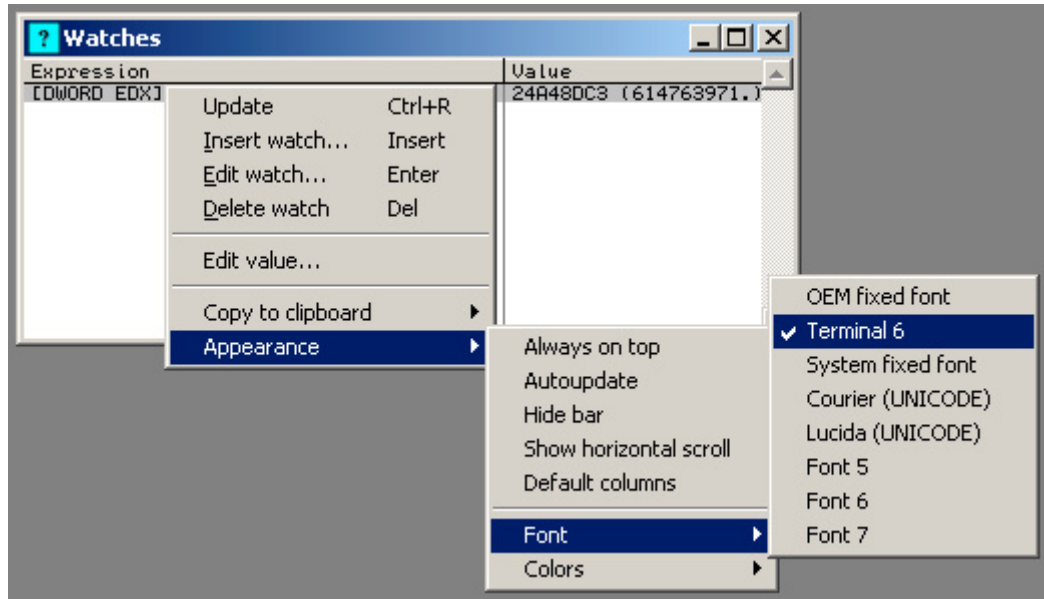 ? Watches
Expression Value
[DWORD EDX] 24A48DC3 (614763971.)
Update Ctrl+R
Insert watch... Insert
Edit watch... Enter
Delete watch Del
Edit value...
Copy to clipboard
Appearance
Always on top
Autoupdate
Hide bar
Show horizontal scroll
Default columns
Font
Colors
OEM fixed font
Terminal 6
System fixed font
Courier (UNICODE)
Lucida (UNICODE)
Font 5
Font 6
Font 7